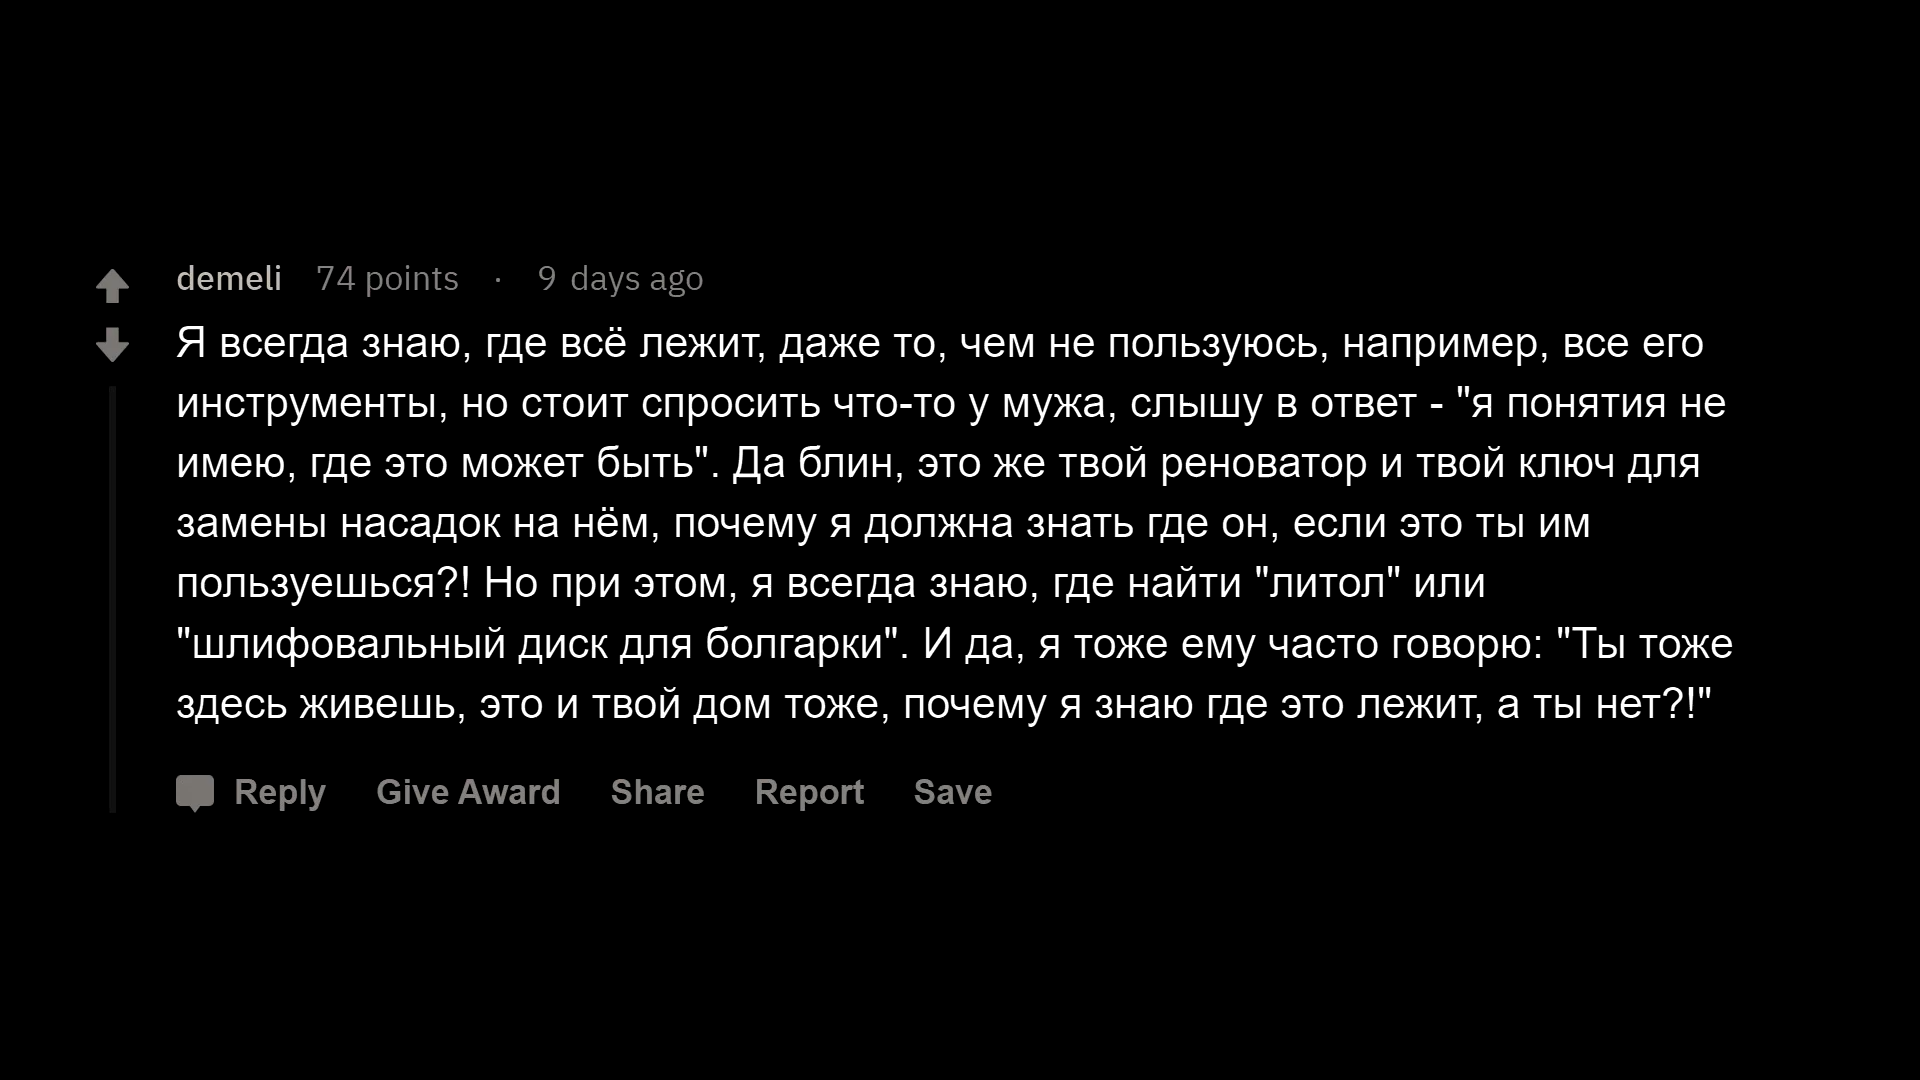 demeli 74 points · 9 days ago
Я всегда знаю, где всё лежит, даже то, чем не пользуюсь, например, все его
инструменты, но стоит спросить что-то у мужа, слышу в ответ - "я понятия не
имею, где это может быть". Да блин, это же твой реноватор и твой ключ для
замены насадок на нём, почему я должна знать где он, если это ты им
пользуешься?! Но при этом, я всегда знаю, где найти "литол" или
"шлифовальный диск для болгарки". И да, я тоже ему часто говорю: "Ты тоже
здесь живешь, это и твой дом тоже, почему я знаю где это лежит, а ты нет?!"
Reply Give Award Share Report Save